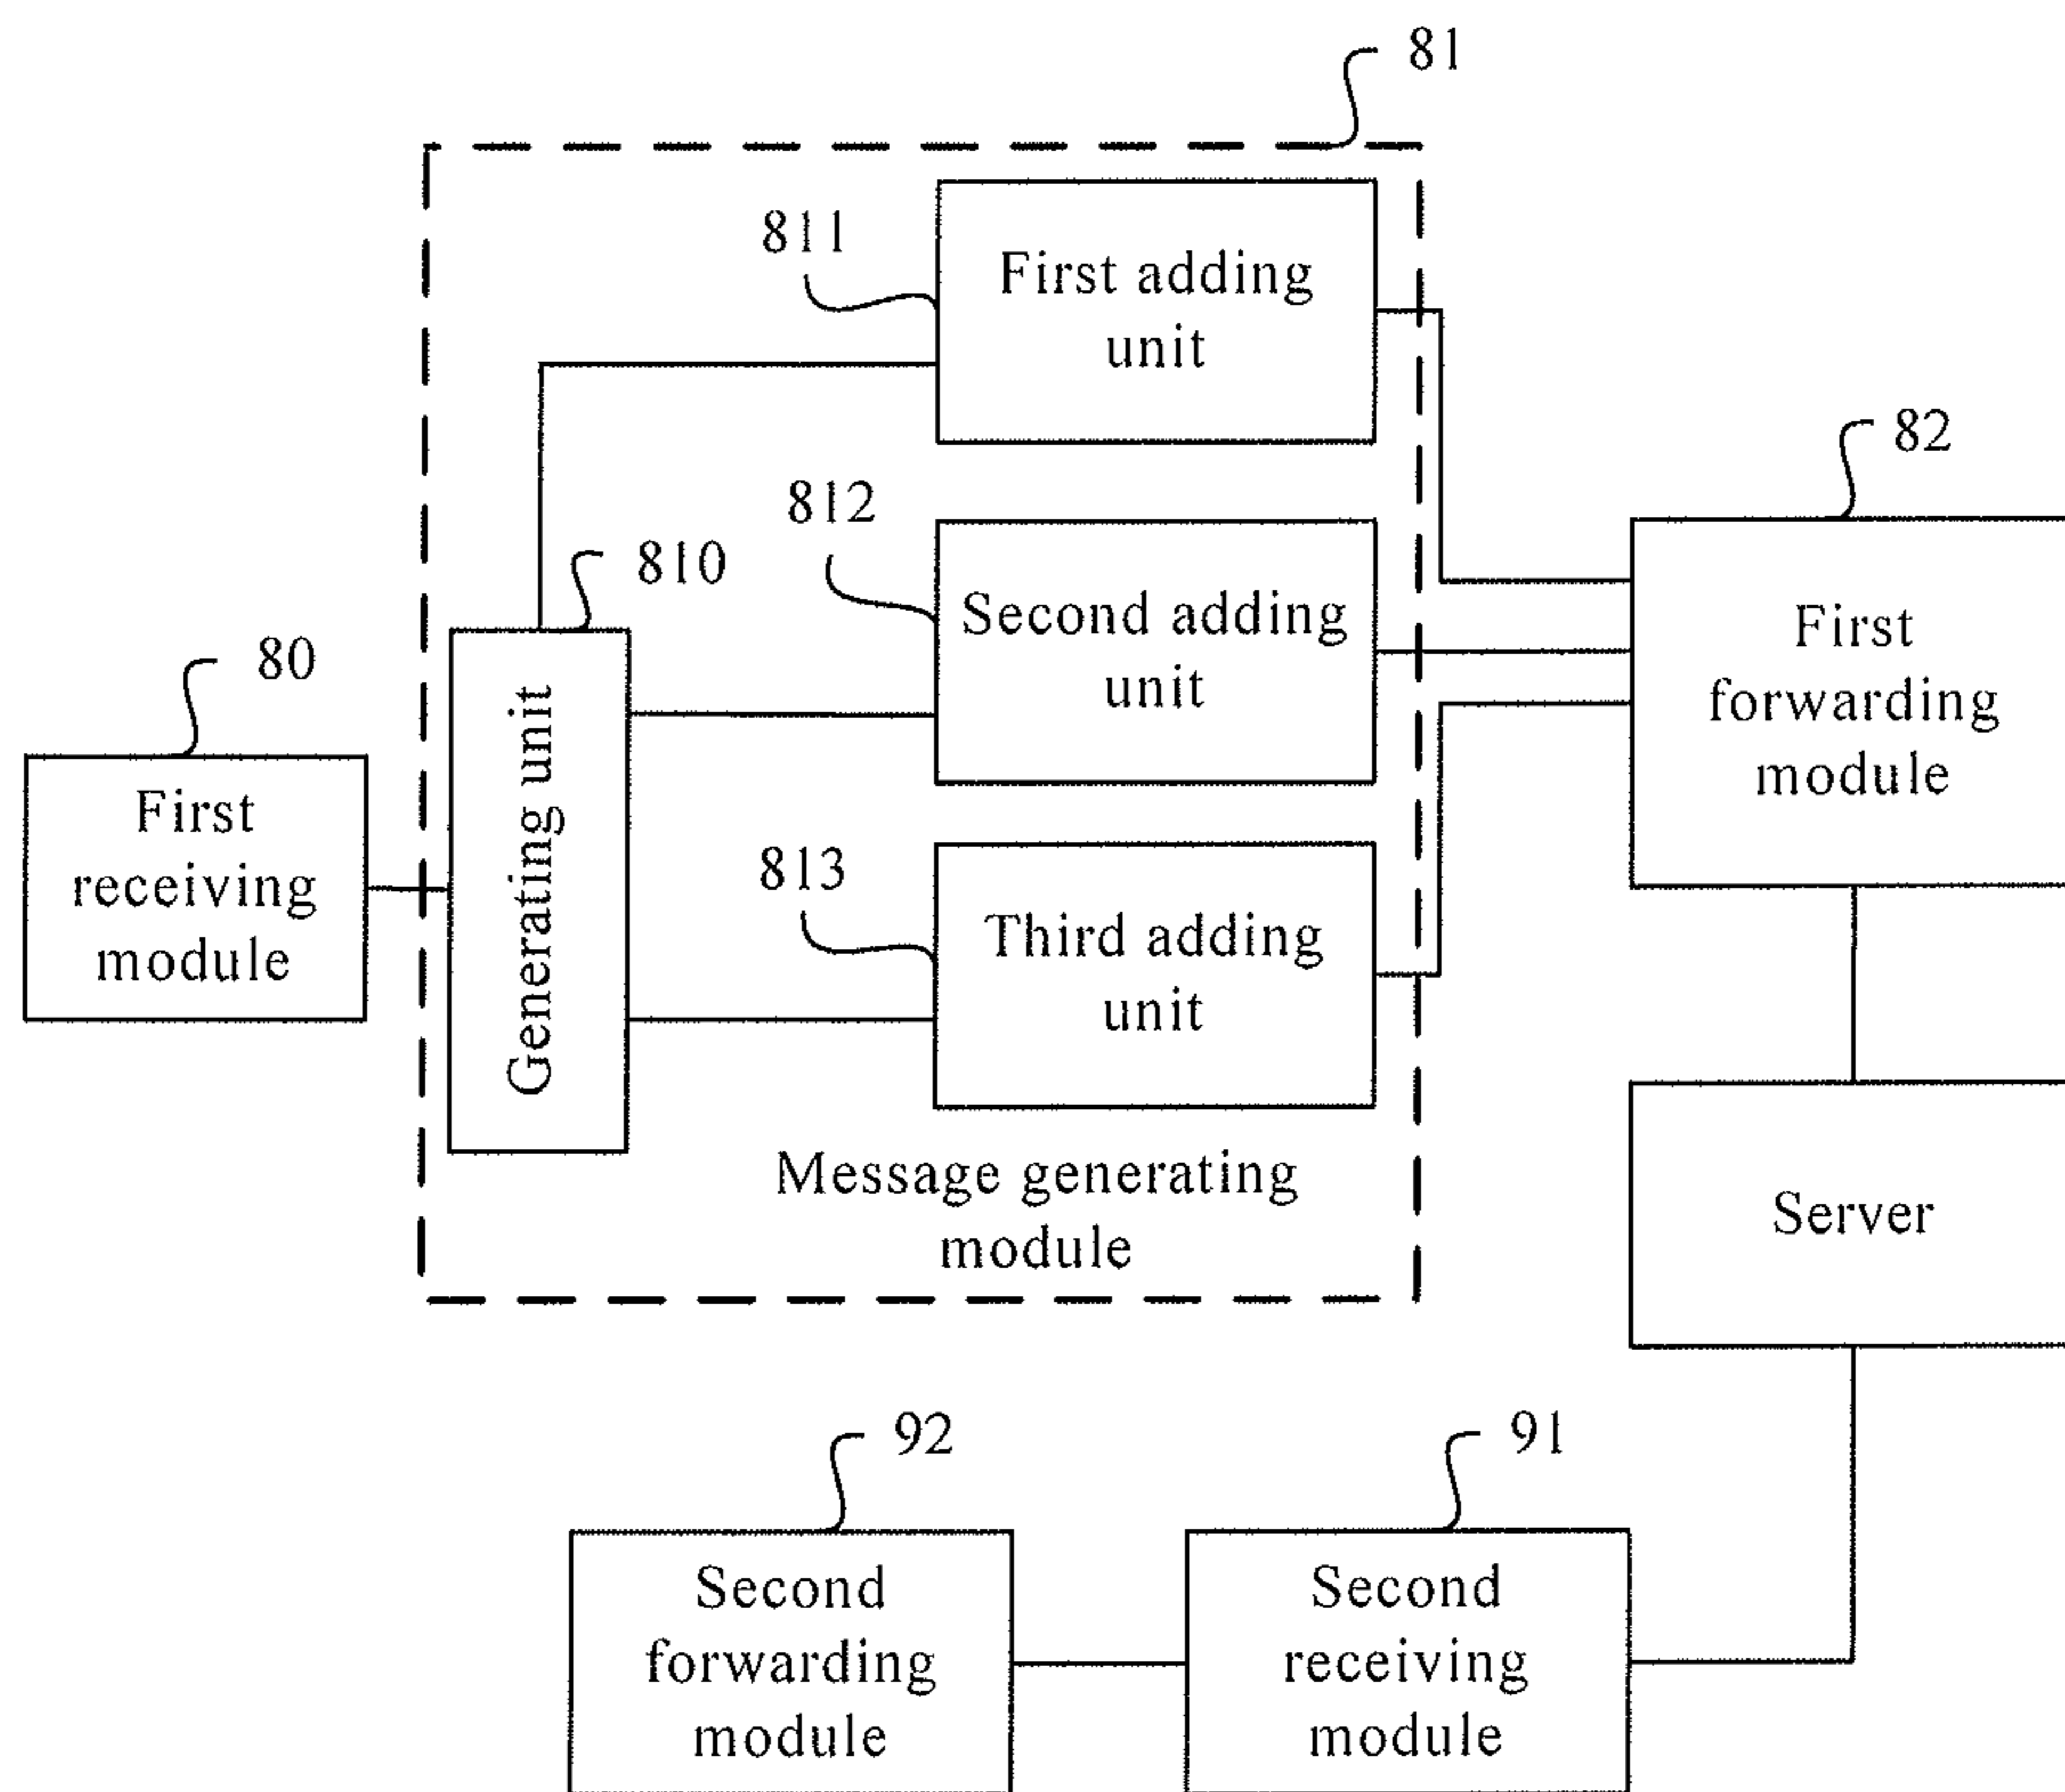 81
811
First adding
unit
82
812
810
Second adding
unit
First
forwarding
module
80
First
receiving
module
Generating unit
813
Third adding
unit
Message generating
module
Server
92
91
Second
forwarding
module
Second
receiving
module